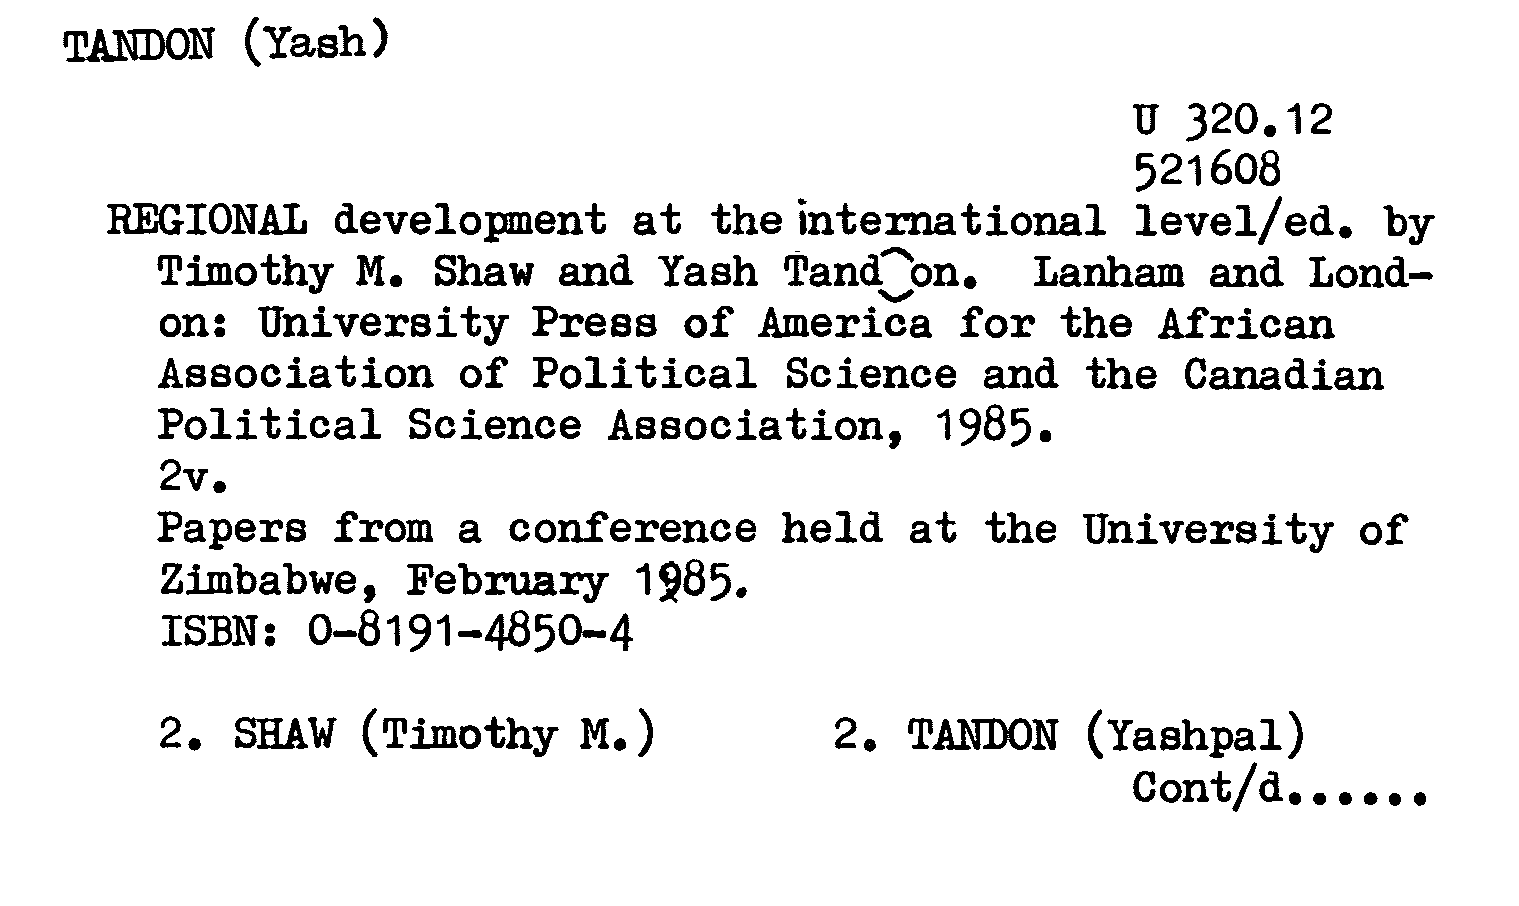 TANDON (Yash)
U 320.12
521608
REGIONAL development at the international level/ed. by
Timothy M. Shaw and Yash Tandon. Lanham and Lond-
on: University Press of America for the African
Association of Political Science and the Canadian
Political Science Association, 1985.
2v.
Papers from a conference held at the University of
Zimbabwe, February 1985.
ISBN: 0-8191-4850-4
2. SHAW (Timothy M.) 2. TANDON (Yashpal)
Cont/d......